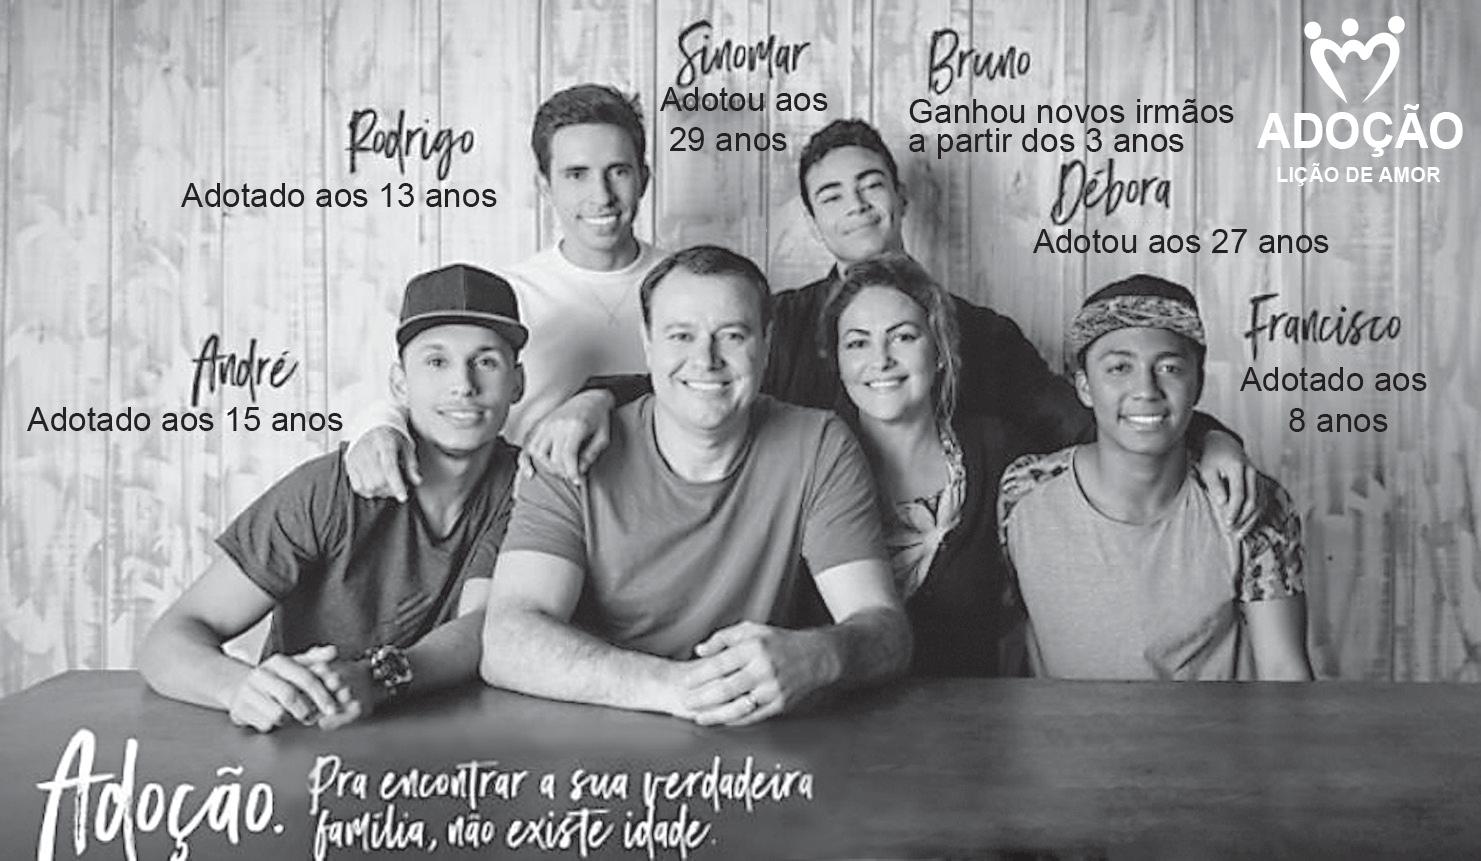 Sinomar
Adotou aos
29 anos
Bruno
Ganhou novos irmãos
a partir dos 3 anos
ADOÇÃO
LIÇÃO DE AMOR
Rodrigo
Adotado aos 13 anos
Débora
Adotou aos 27 anos
André
Adotado aos 15 anos
Francisco
Adotado aos
8 anos
Adoção.
Pra encontrar a sua verdadeira
família, não existe idade.